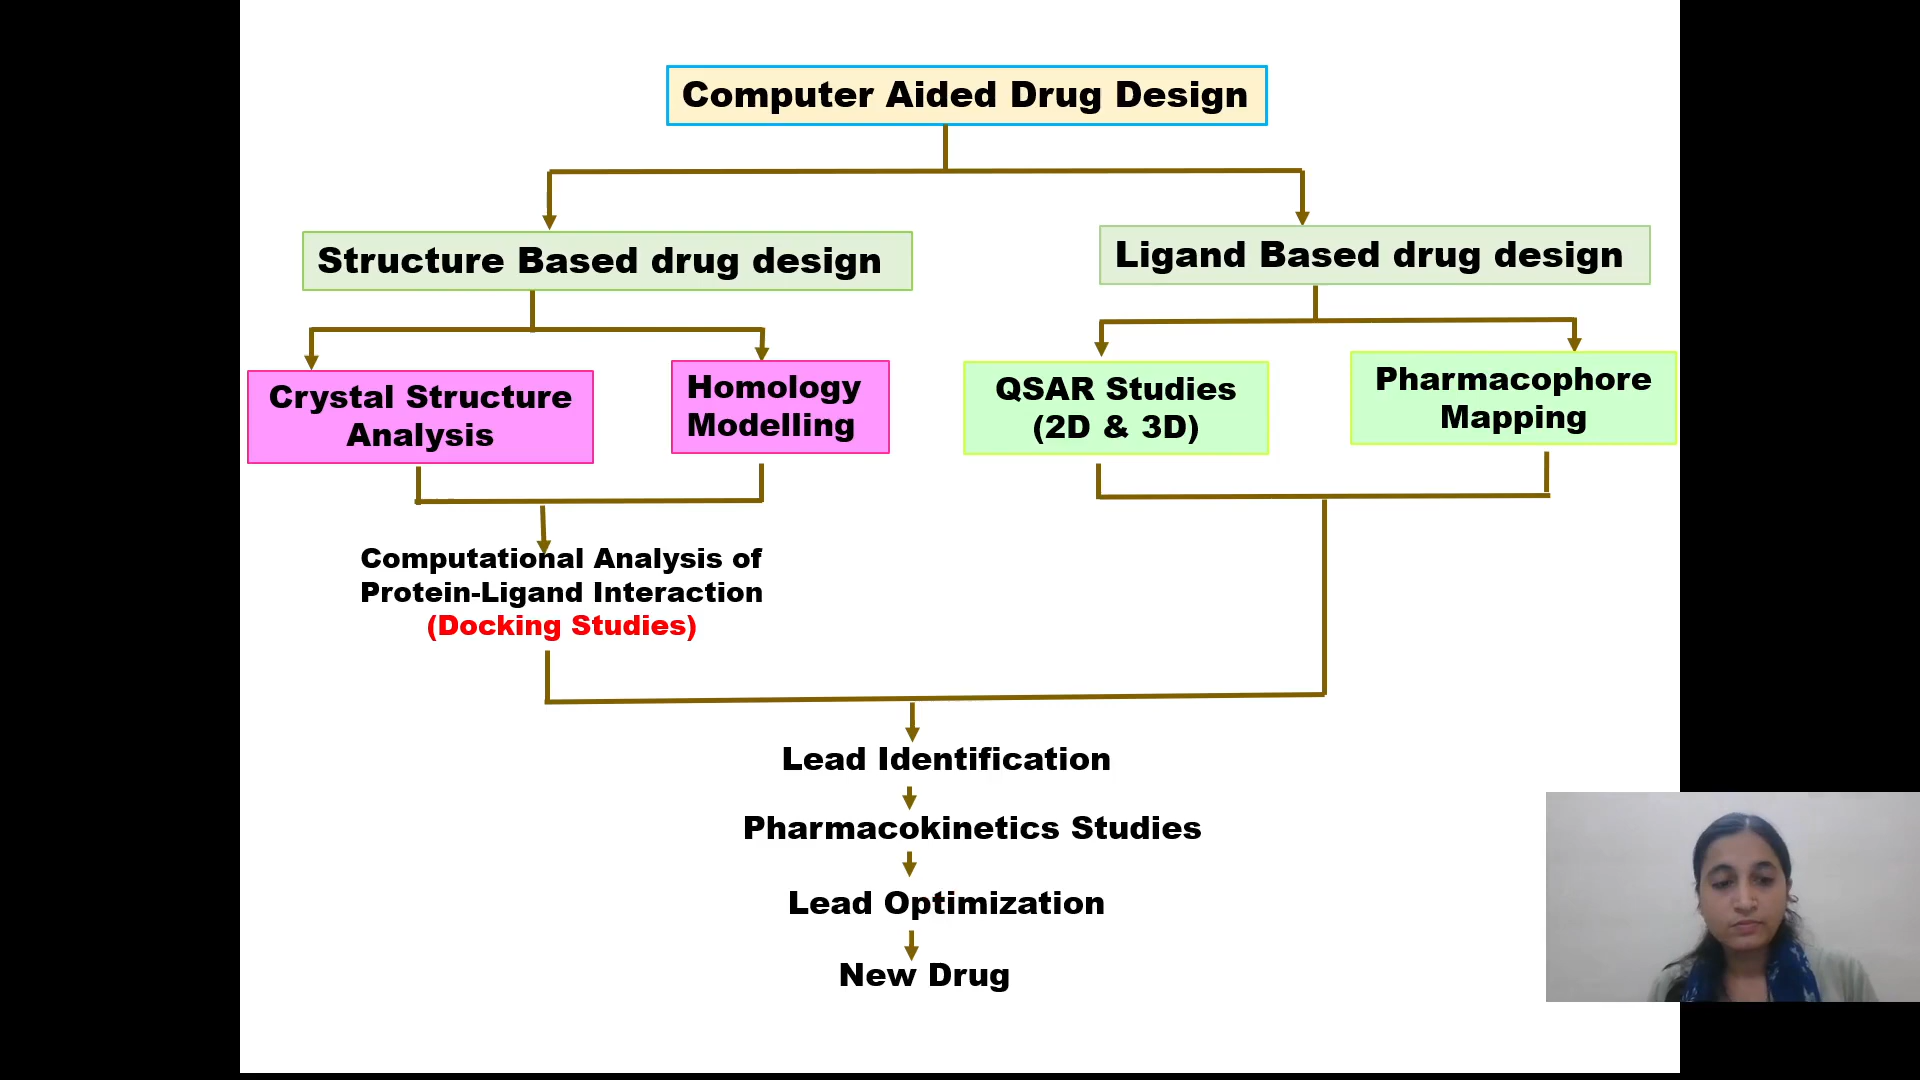 Computer Aided Drug Design
Structure Based drug design
Ligand Based drug design
Crystal Structure
Analysis
Homology
Modelling
QSAR Studies
(2D & 3D)
Pharmacophore
Mapping
Computational Analysis of
Protein-Ligand Interaction
(Docking Studies)
Lead Identification
Pharmacokinetics Studies
Lead Optimization
New Drug